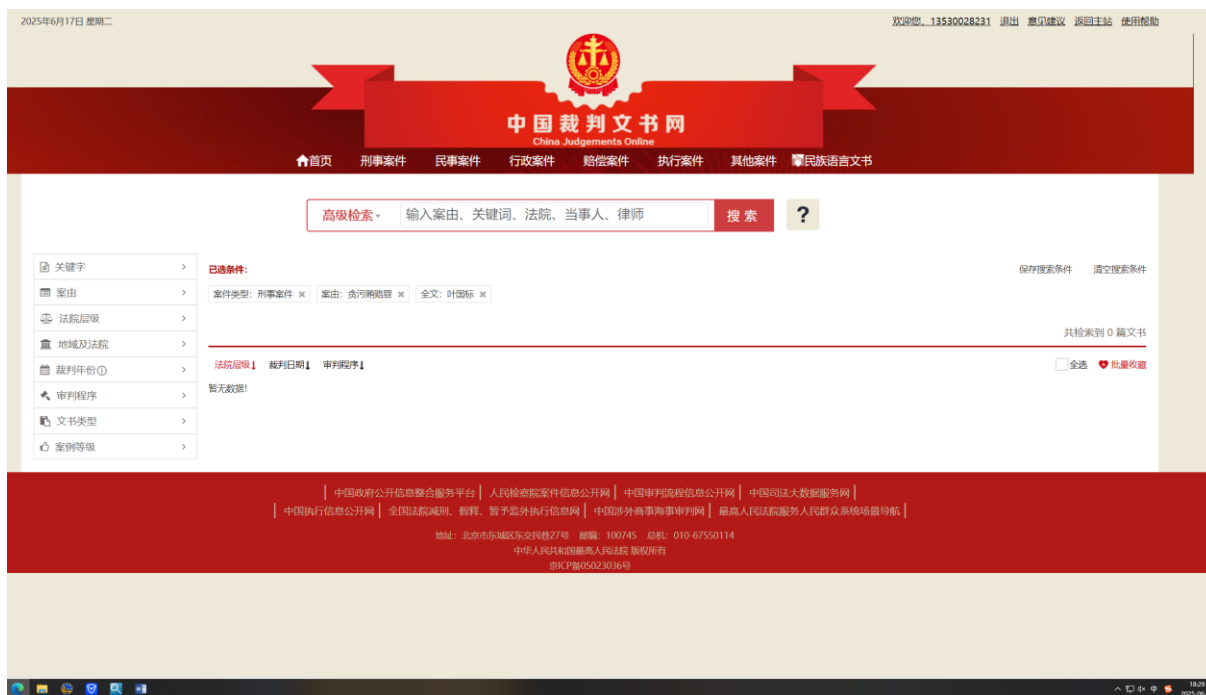 2025年6月17日 星期二
欢迎您，13530028231 退出 意见建议 返回主站 使用帮助
中国裁判文书网
China Judgements Online
首页 刑事案件 民事案件 行政案件 赔偿案件 执行案件 其他案件 民族语言文书
高级检索 输入案由、关键词、法院、当事人、律师 搜索 ?
关键字
案由
法院层级
地域及法院
裁判年份
审判程序
文书类型
案例等级
已选条件：
保存搜索条件 清空搜索条件
案件类型：刑事案件 × 案由：贪污贿赂罪 × 全文：叶国标 ×
共检索到 0 篇文书
法院层级 裁判日期 审判程序
全选 批量收藏
暂无数据!
中国政府公开信息整合服务平台 | 人民检察院案件信息公开网 | 中国审判流程信息公开网 | 中国司法大数据服务网 |
中国执行信息公开网 | 全国法院减刑、假释、暂予监外执行信息网 | 中国涉外商事海事审判网 | 最高人民法院服务人民群众系统场景导航 |
地址：北京市东城区东交民巷27号 邮编：100745 总机：010-67550114
中华人民共和国最高人民法院 版权所有
京ICP备05023036号
中
18:29